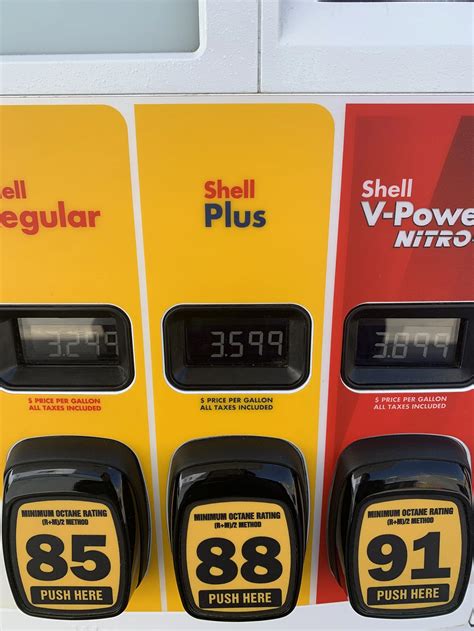 ell
egular
3.299
$ PRICE PER GALLON
ALL TAXES INCLUDED
MINIMUM OCTANE RATING
(R+M)/2 METHOD
85
PUSH HERE
Shell
Plus
3.599
$ PRICE PER GALLON
ALL TAXES INCLUDED
MINIMUM OCTANE RATING
(R+M)/2 METHOD
88
PUSH HERE
Shell
V-Powe
NiTRO+
3.899
$ PRICE PER GALLON
ALL TAXES INCLUDED
MINIMUM OCTANE RATING
(R+M)/2 METHOD
91
PUSH HERE